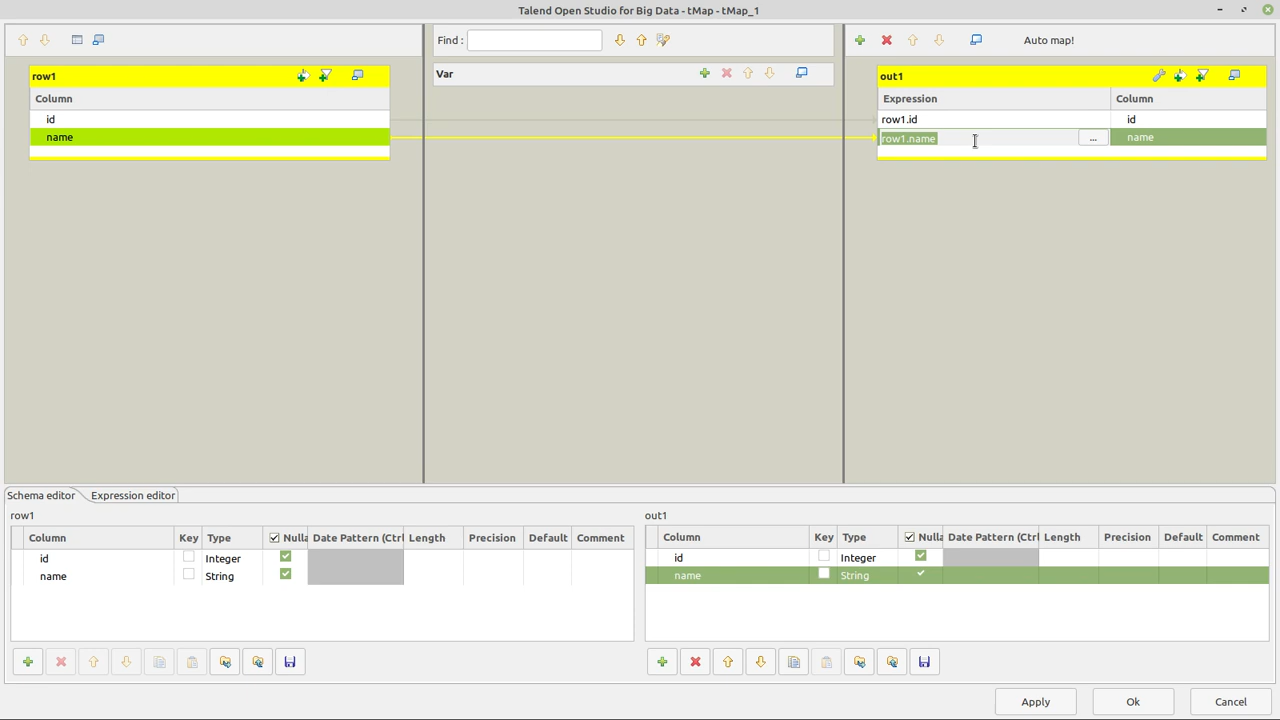 Talend Open Studio for Big Data - tMap - tMap_1
Find :
Auto map!
row1
Column
id
name
Var
out1
Expression Column
row1.id id
row1.name ... name
Schema editor Expression editor
row1
Column Key Type Nulla Date Pattern (Ctrl Length Precision Default Comment
id Integer
name String
out1
Column Key Type Nulla Date Pattern (Ctrl Length Precision Default Comment
id Integer
name String
Apply Ok Cancel